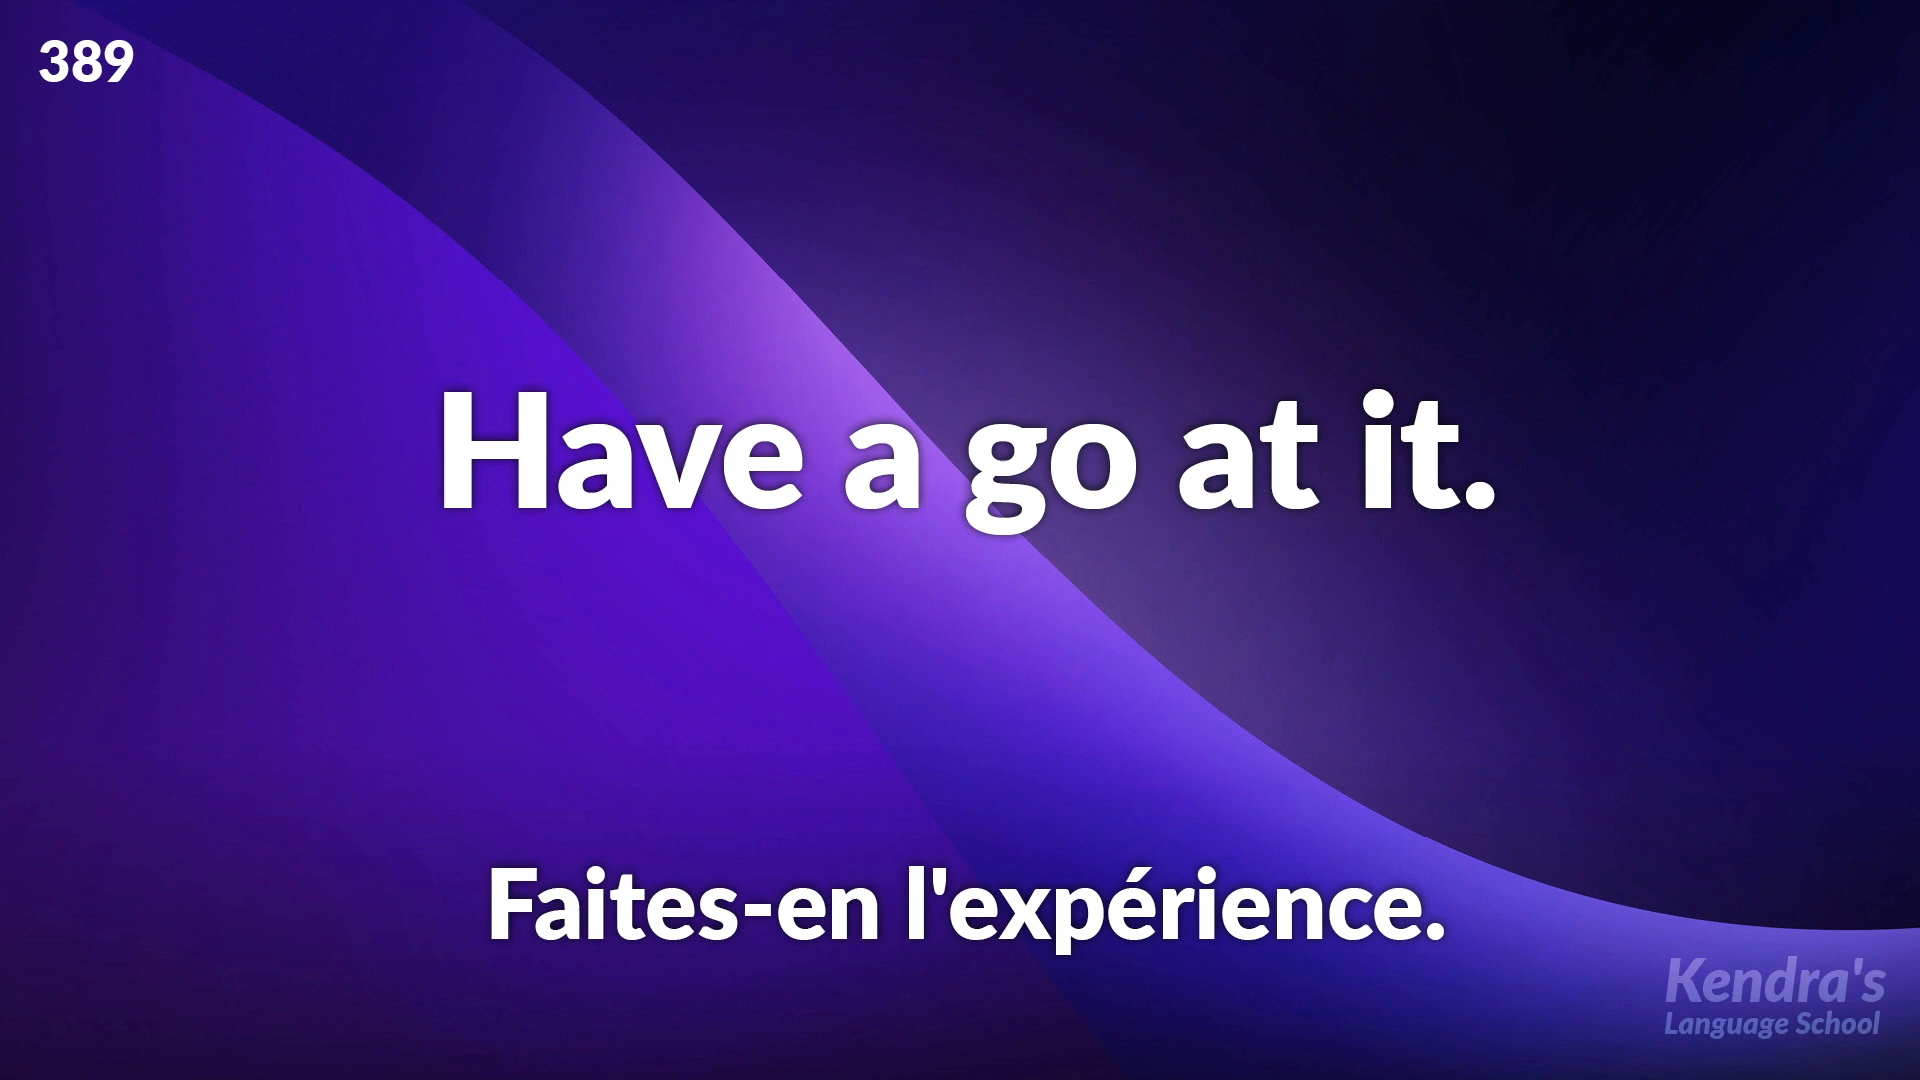 389
Have a go at it.
Faites-en l'expérience.
Kendra's
Language School